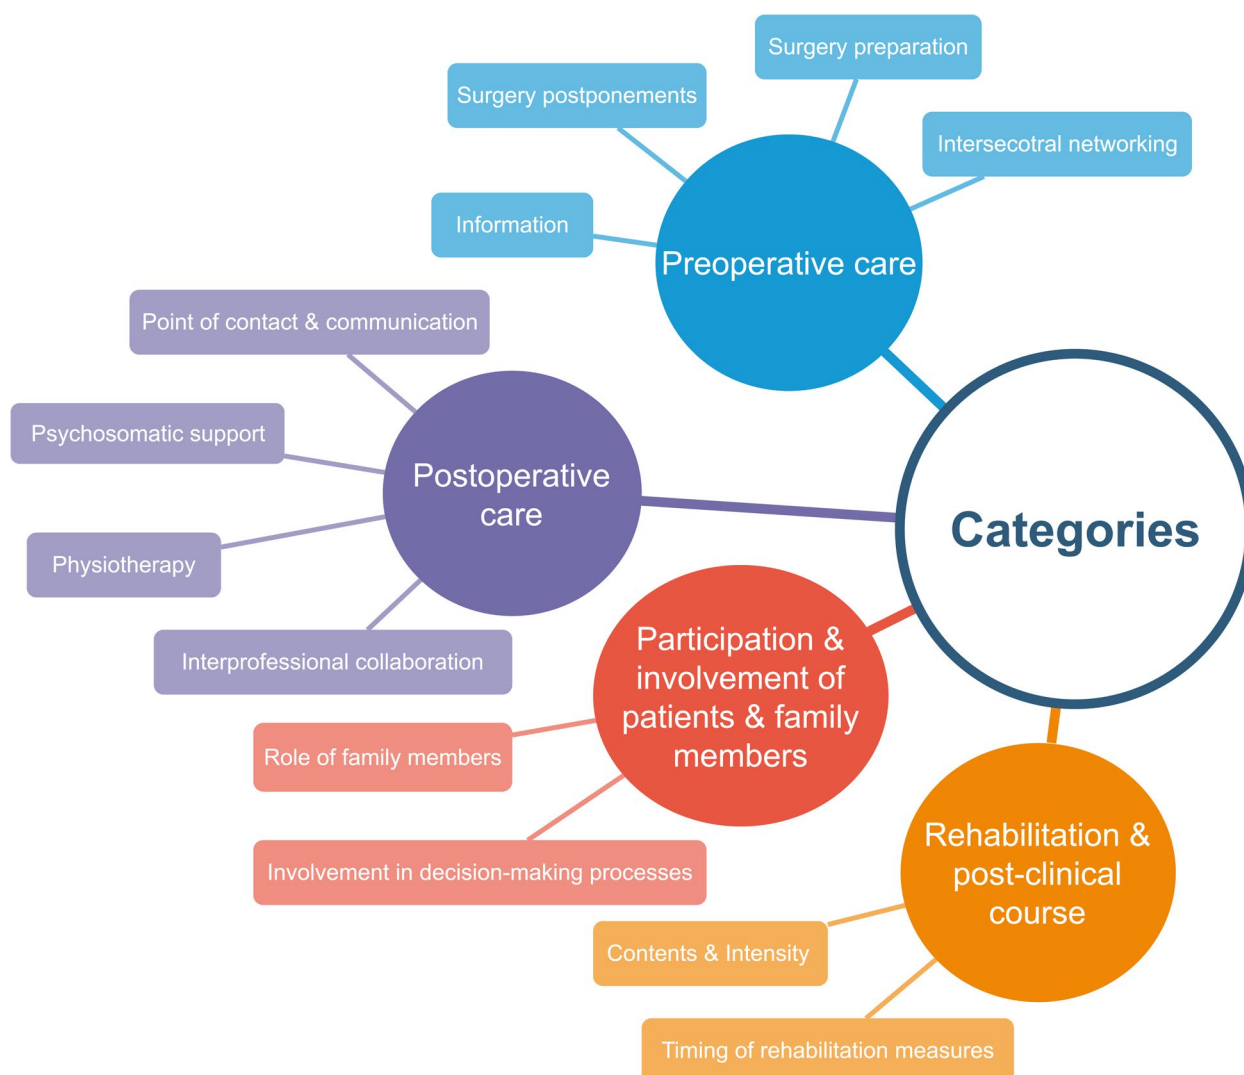 Surgery preparation
Surgery postponements
Intersecotral networking
Information
Preoperative care
Point of contact & communication
Psychosomatic support
Postoperative
care
Physiotherapy
Interprofessional collaboration
Categories
Participation &
involvement of
patients & family
members
Role of family members
Involvement in decision-making processes
Rehabilitation &
post-clinical
course
Contents & Intensity
Timing of rehabilitation measures